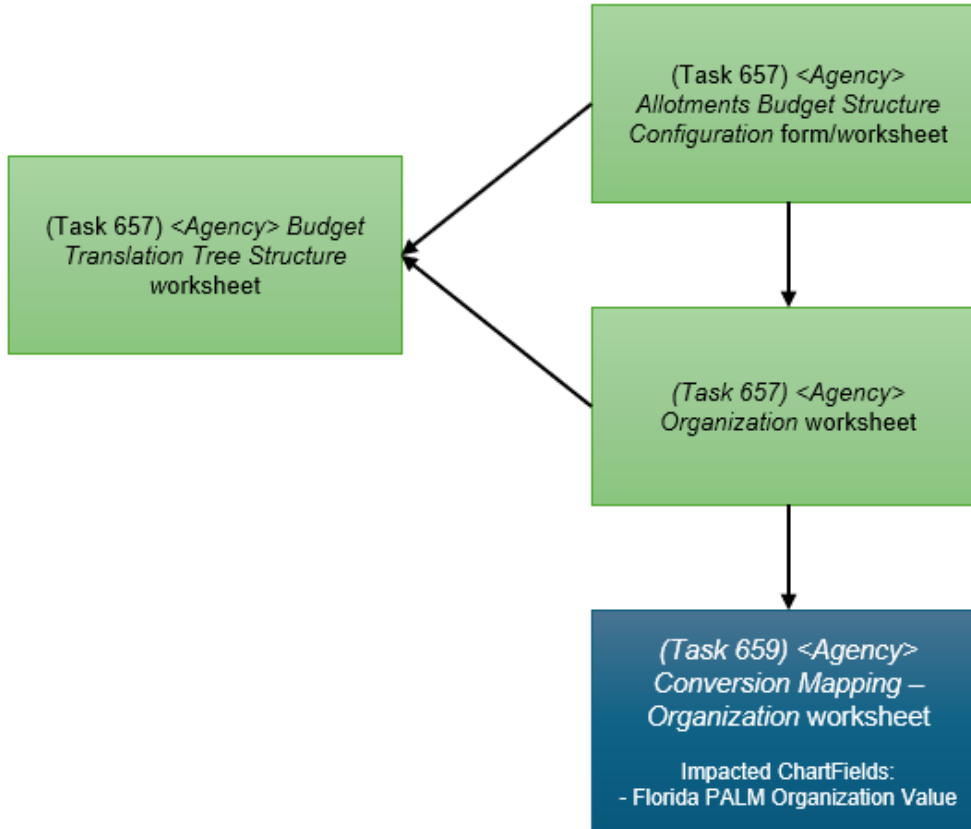 (Task 657) <Agency>
Allotments Budget Structure
Configuration form/worksheet
(Task 657) <Agency> Budget
Translation Tree Structure
worksheet
(Task 657) <Agency>
Organization worksheet
(Task 659) <Agency>
Conversion Mapping –
Organization worksheet
Impacted ChartFields:
- Florida PALM Organization Value